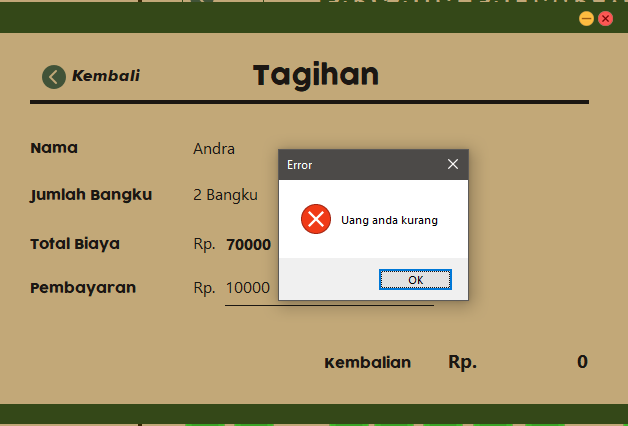 Kembali
Tagihan
Nama Andra
Jumlah Bangku 2 Bangku
Total Biaya Rp. 70000
Pembayaran Rp. 10000
Error
Uang anda kurang
OK
Kembalian Rp. 0